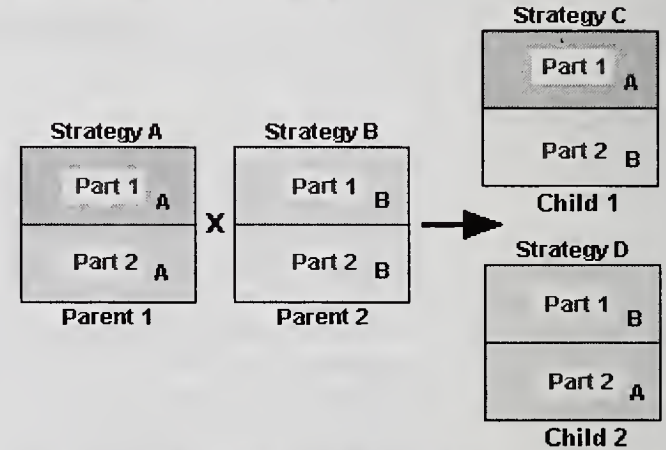 Strategy A
Part 1 A
Part 2 A
Parent 1
X
Strategy B
Part 1 B
Part 2 B
Parent 2
Strategy C
Part 1 A
Part 2 B
Child 1
Strategy D
Part 1 B
Part 2 A
Child 2